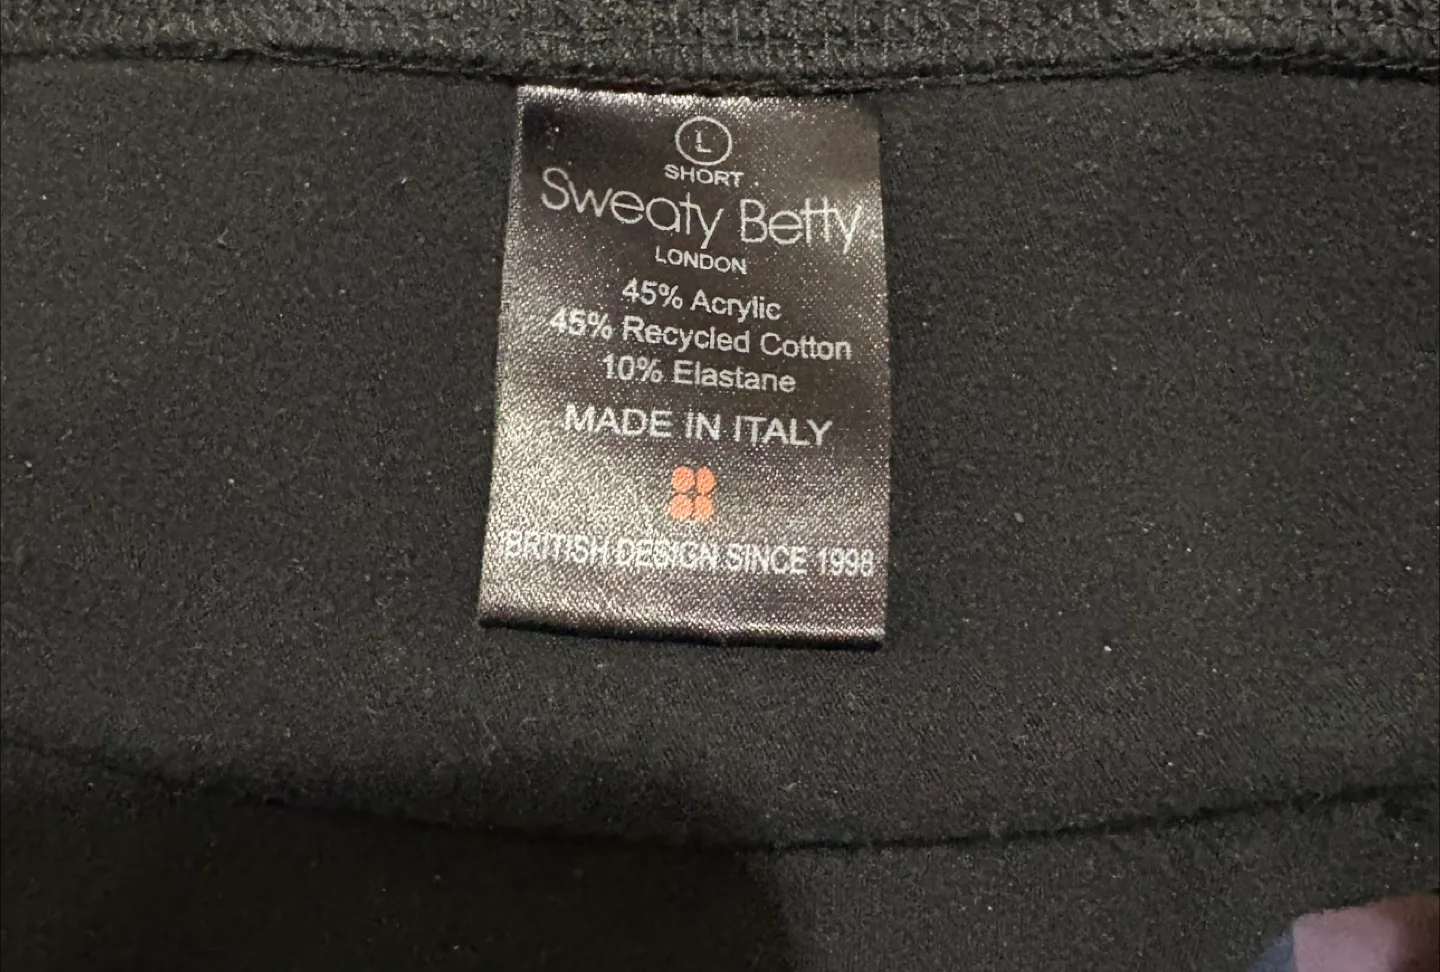 L
SHORT
Sweaty Betty
LONDON
45% Acrylic
45% Recycled Cotton
10% Elastane
MADE IN ITALY
BRITISH DESIGN SINCE 1998